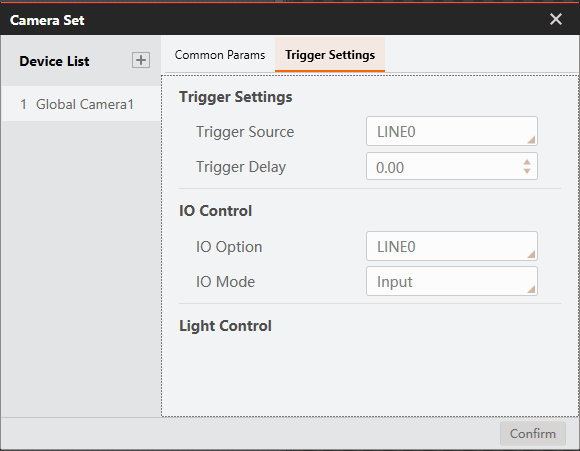 Camera Set
Device List
Common Params
Trigger Settings
1 Global Camera1
Trigger Settings
Trigger Source LINE0
Trigger Delay 0.00
IO Control
IO Option LINE0
IO Mode Input
Light Control
Confirm